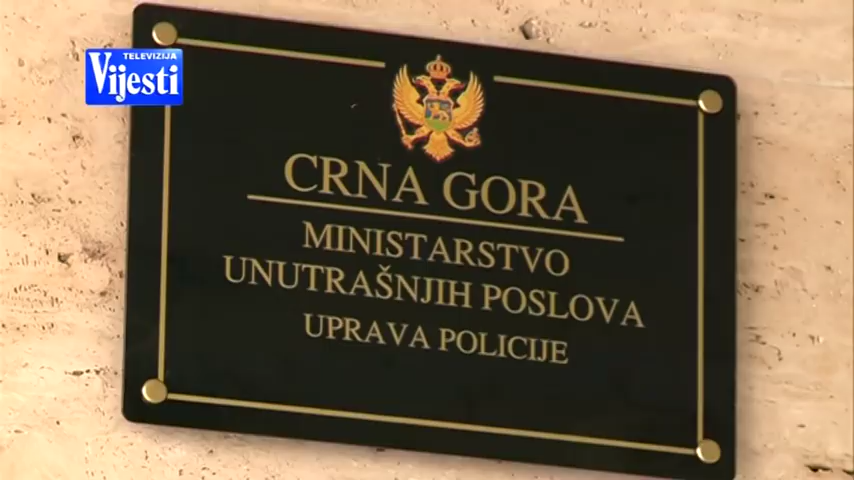 TELEVIZIJA
Vijesti
CRNA GORA
MINISTARSTVO
UNUTRAŠNJIH POSLOVA
UPRAVA POLICIJE